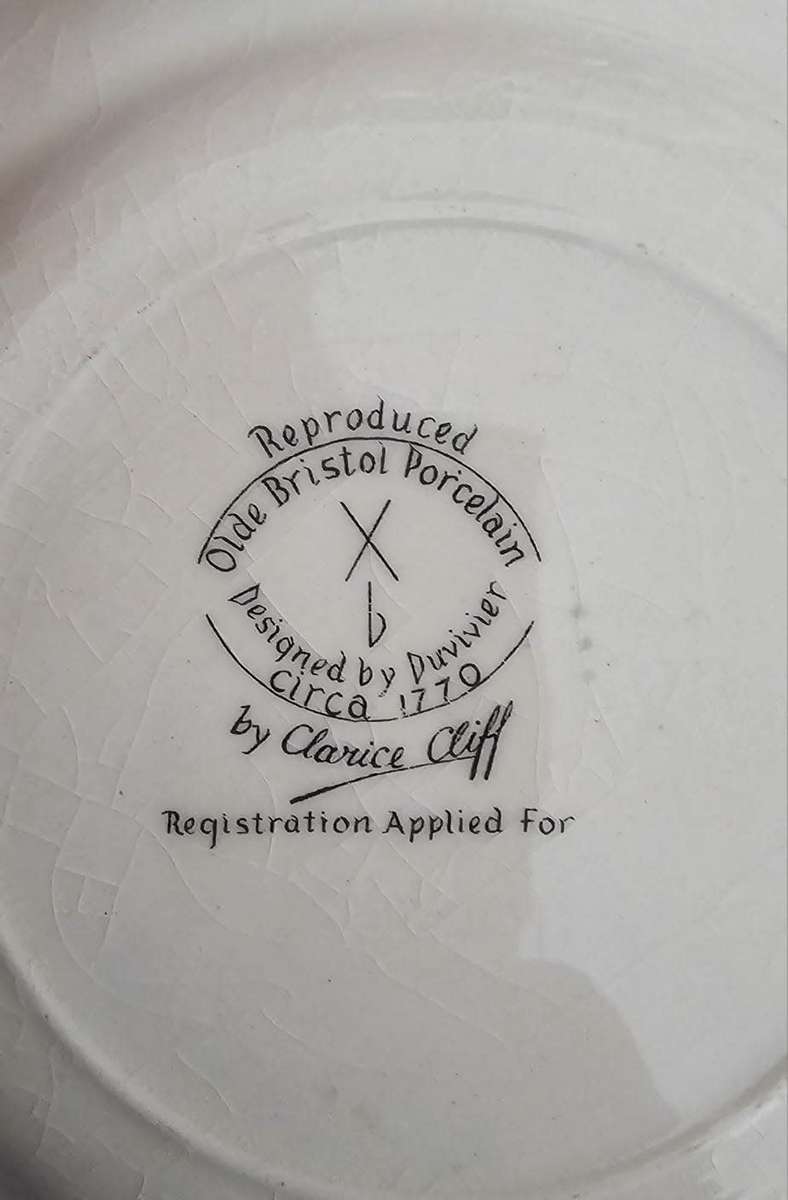 Reproduced
Olde Bristol Porcelain
X
b
Designed by Duvivier
circa 1770
by Clarice Cliff
Registration Applied For